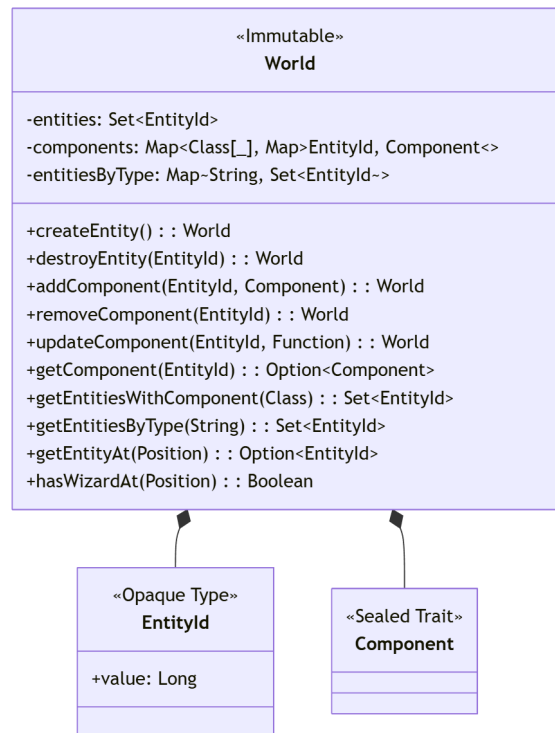 «Immutable»
World
-entities: Set<EntityId>
-components: Map<Class[_], Map>EntityId, Component<>
-entitiesByType: Map~String, Set<EntityId~>
+createEntity() : : World
+destroyEntity(EntityId) : : World
+addComponent(EntityId, Component) : : World
+removeComponent(EntityId) : : World
+updateComponent(EntityId, Function) : : World
+getComponent(EntityId) : : Option<Component>
+getEntitiesWithComponent(Class) : : Set<EntityId>
+getEntitiesByType(String) : : Set<EntityId>
+getEntityAt(Position) : : Option<EntityId>
+hasWizardAt(Position) : : Boolean
«Opaque Type»
EntityId
+value: Long
«Sealed Trait»
Component